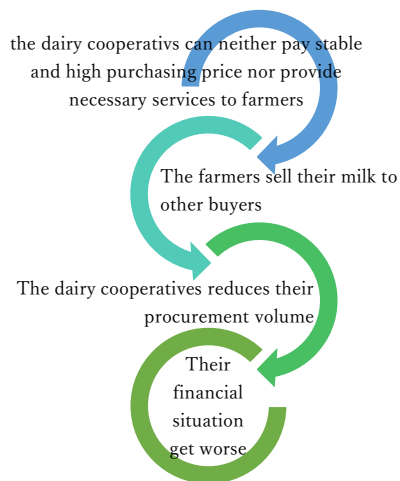 the dairy cooperativs can neither pay stable
and high purchasing price nor provide
necessary services to farmers
The farmers sell their milk to
other buyers
The dairy cooperatives reduces their
procurement volume
Their
financial
situation
get worse